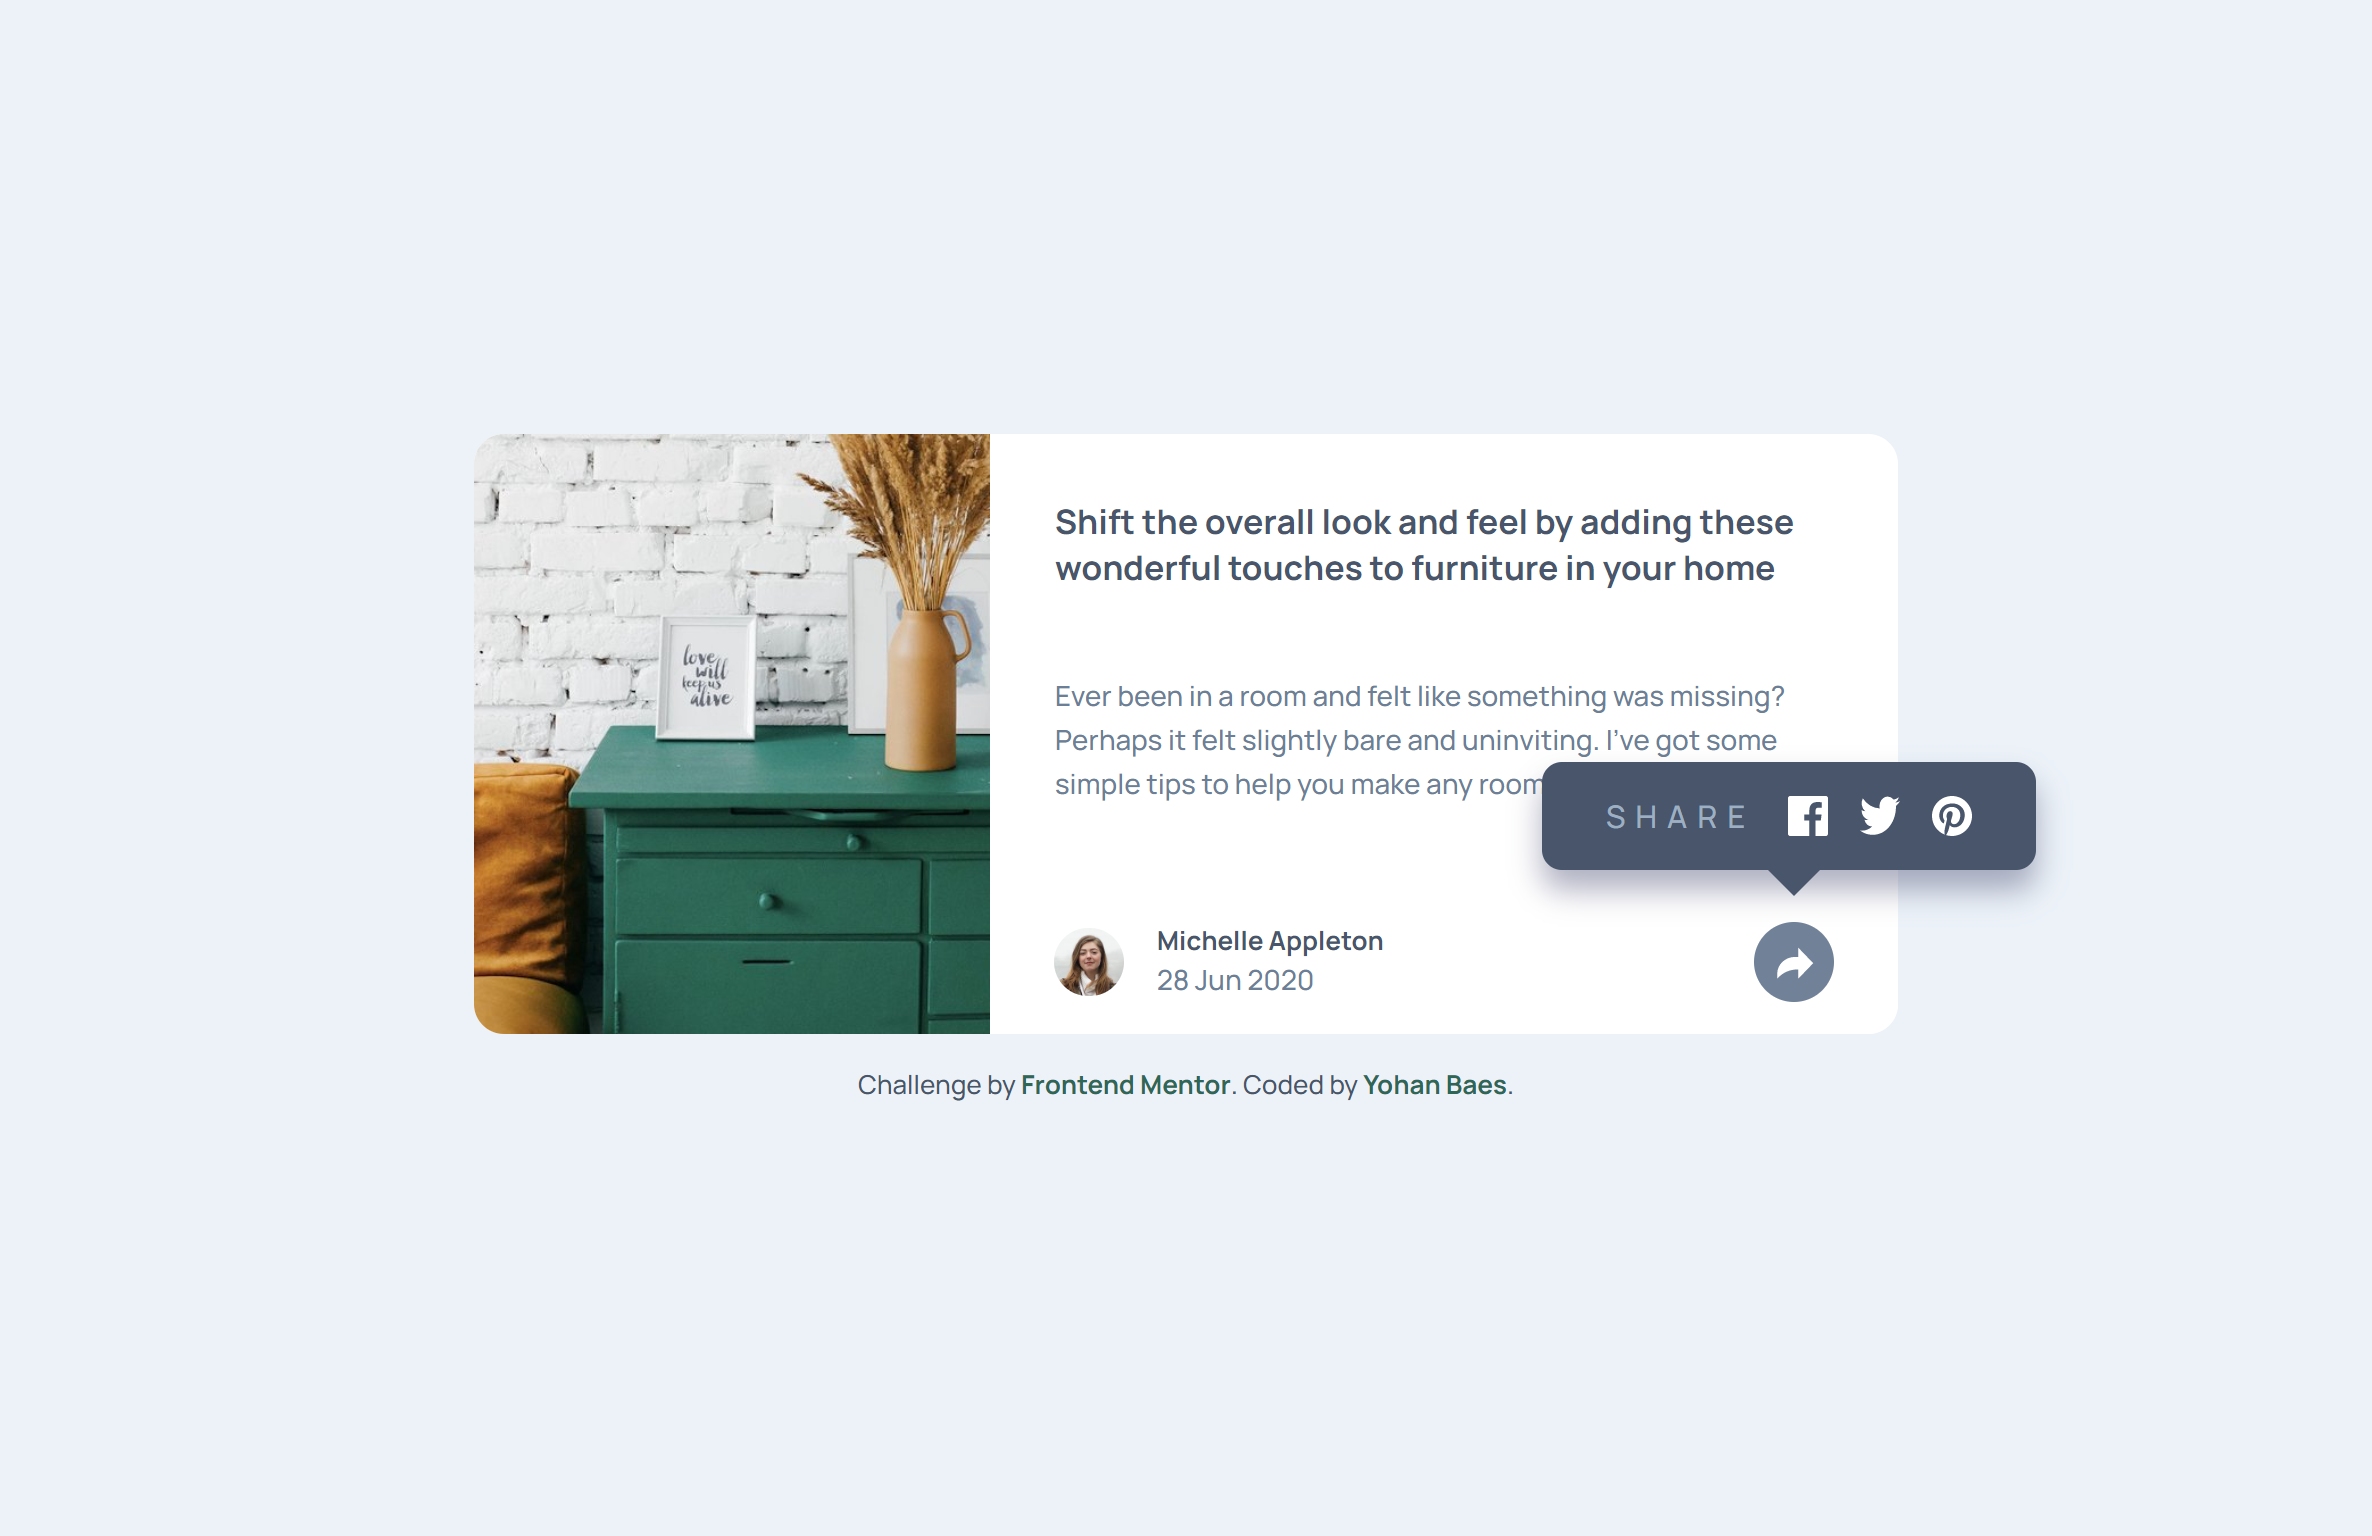 Shift the overall look and feel by adding these
wonderful touches to furniture in your home
love
will
keep us
alive
Ever been in a room and felt like something was missing?
Perhaps it felt slightly bare and uninviting. I’ve got some
simple tips to help you make any room
SHARE
Michelle Appleton
28 Jun 2020
Challenge by Frontend Mentor. Coded by Yohan Baes.